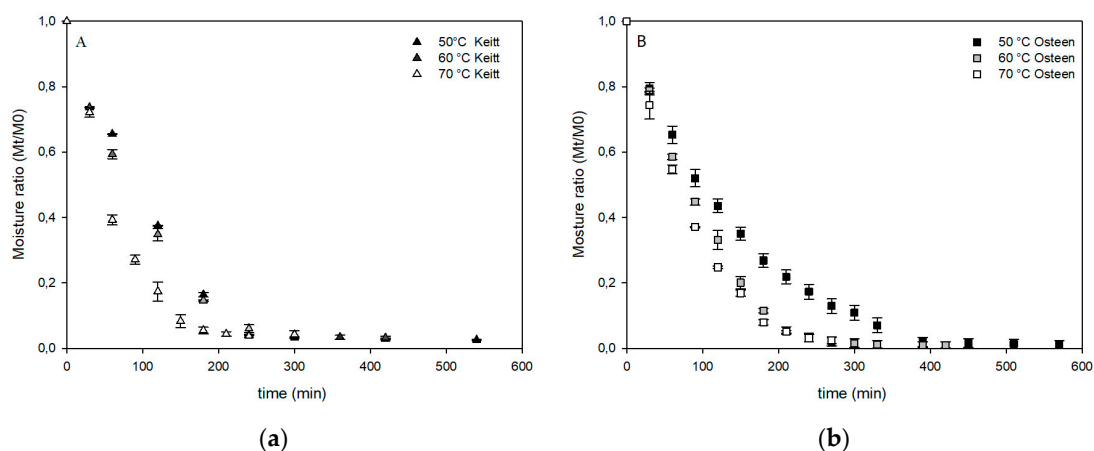 A
50°C Keitt
60 °C Keitt
70 °C Keitt
Moisture ratio (Mt/M0)
1,0
0,8
0,6
0,4
0,2
0,0
0 100 200 300 400 500 600
time (min)
(a)
B
50 °C Osteen
60 °C Osteen
70 °C Osteen
Mosture ratio (Mt/M0)
1,0
0,8
0,6
0,4
0,2
0,0
0 100 200 300 400 500 600
time (min)
(b)